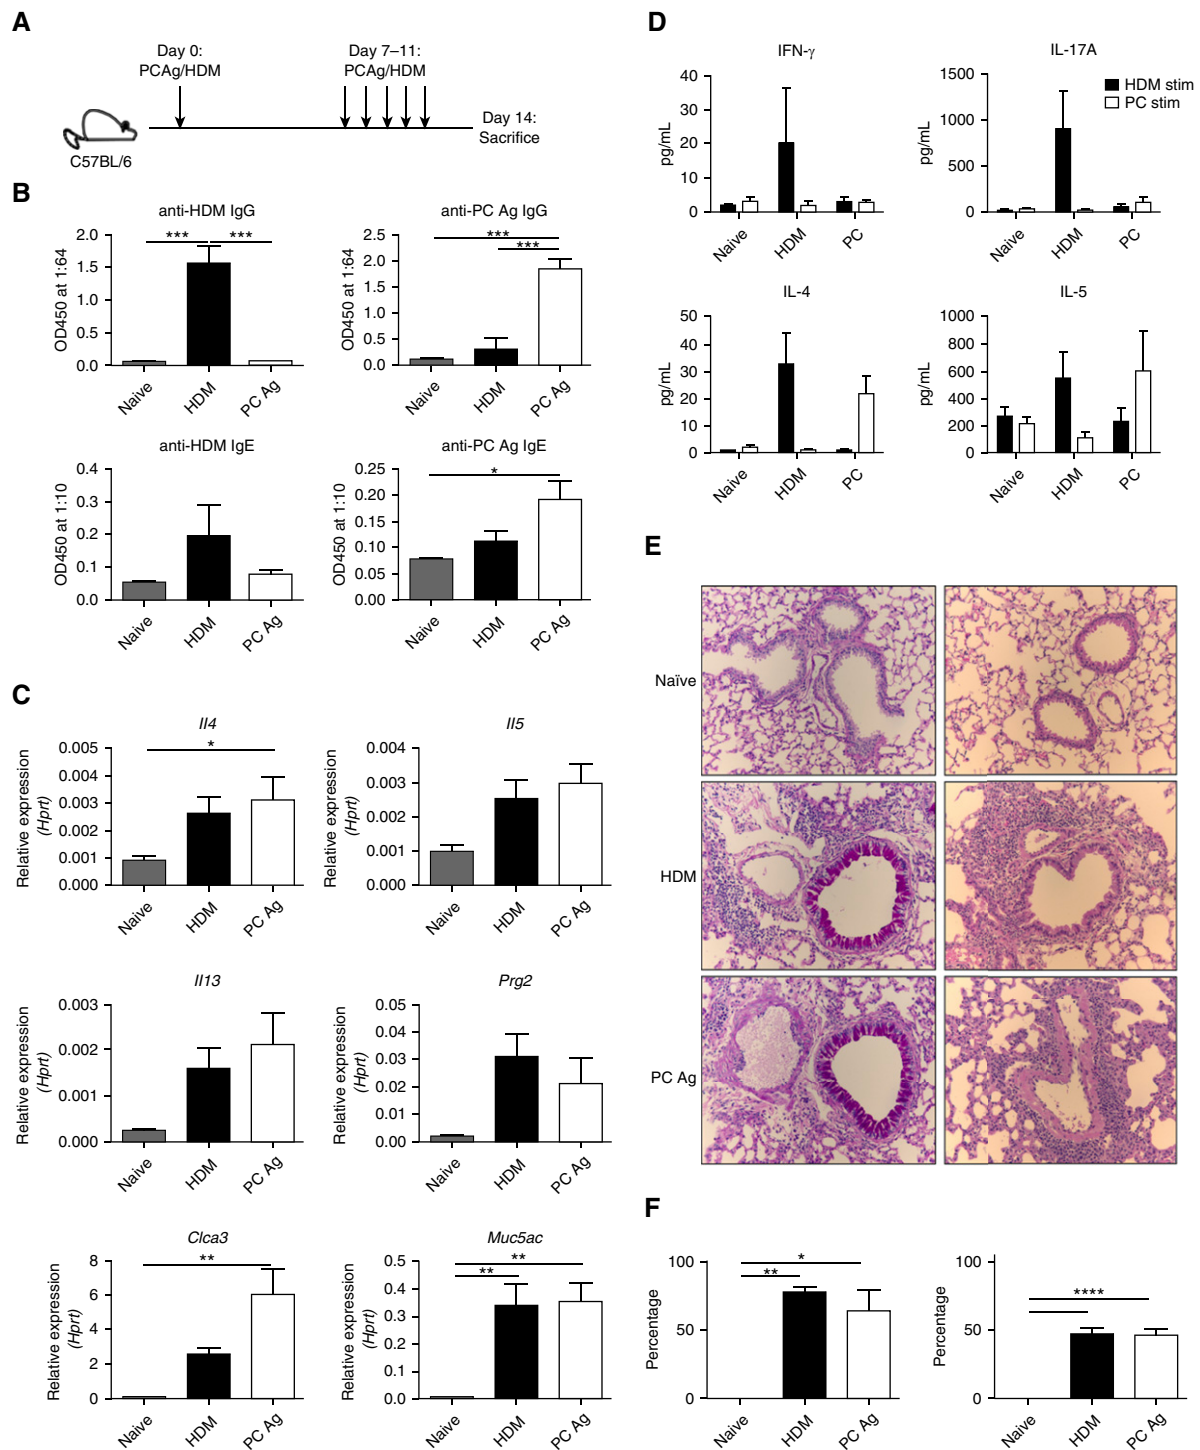 A
Day 0:
PCAg/HDM
Day 7–11:
PCAg/HDM
Day 14:
Sacrifice
C57BL/6
B
anti-HDM IgG
OD450 at 1:64
2.0
1.5
1.0
0.5
0.0
*** ***
Naive HDM PC Ag
anti-PC Ag IgG
OD450 at 1:64
2.5
2.0
1.5
1.0
0.5
0.0
***
***
Naive HDM PC Ag
anti-HDM IgE
OD450 at 1:10
0.4
0.3
0.2
0.1
0.0
Naive HDM PC Ag
anti-PC Ag IgE
OD450 at 1:10
0.25
0.20
0.15
0.10
0.05
0.00
*
Naive HDM PC Ag
C
Il4
Relative expression
(Hprt)
0.005
0.004
0.003
0.002
0.001
0.000
*
Naive HDM PC Ag
Il5
Relative expression
(Hprt)
0.004
0.003
0.002
0.001
0.000
Naive HDM PC Ag
Il13
Relative expression
(Hprt)
0.003
0.002
0.001
0.000
Naive HDM PC Ag
Prg2
Relative expression
(Hprt)
0.05
0.04
0.03
0.02
0.01
0.00
Naive HDM PC Ag
Clca3
Relative expression
(Hprt)
8
6
4
2
0
**
Naive HDM PC Ag
Muc5ac
Relative expression
(Hprt)
0.5
0.4
0.3
0.2
0.1
0.0
**
**
Naive HDM PC Ag
D
IFN-γ
pg/mL
40
30
20
10
0
Naive HDM PC
IL-17A
pg/mL
1500
1000
500
0
Naive HDM PC
HDM stim
PC stim
IL-4
pg/mL
50
40
30
20
10
0
Naive HDM PC
IL-5
pg/mL
1000
800
600
400
200
0
Naive HDM PC
E
Naïve
HDM
PC Ag
F
Percentage
100
50
0
*
**
Naive HDM PC Ag
Percentage
100
50
0
****
Naive HDM PC Ag